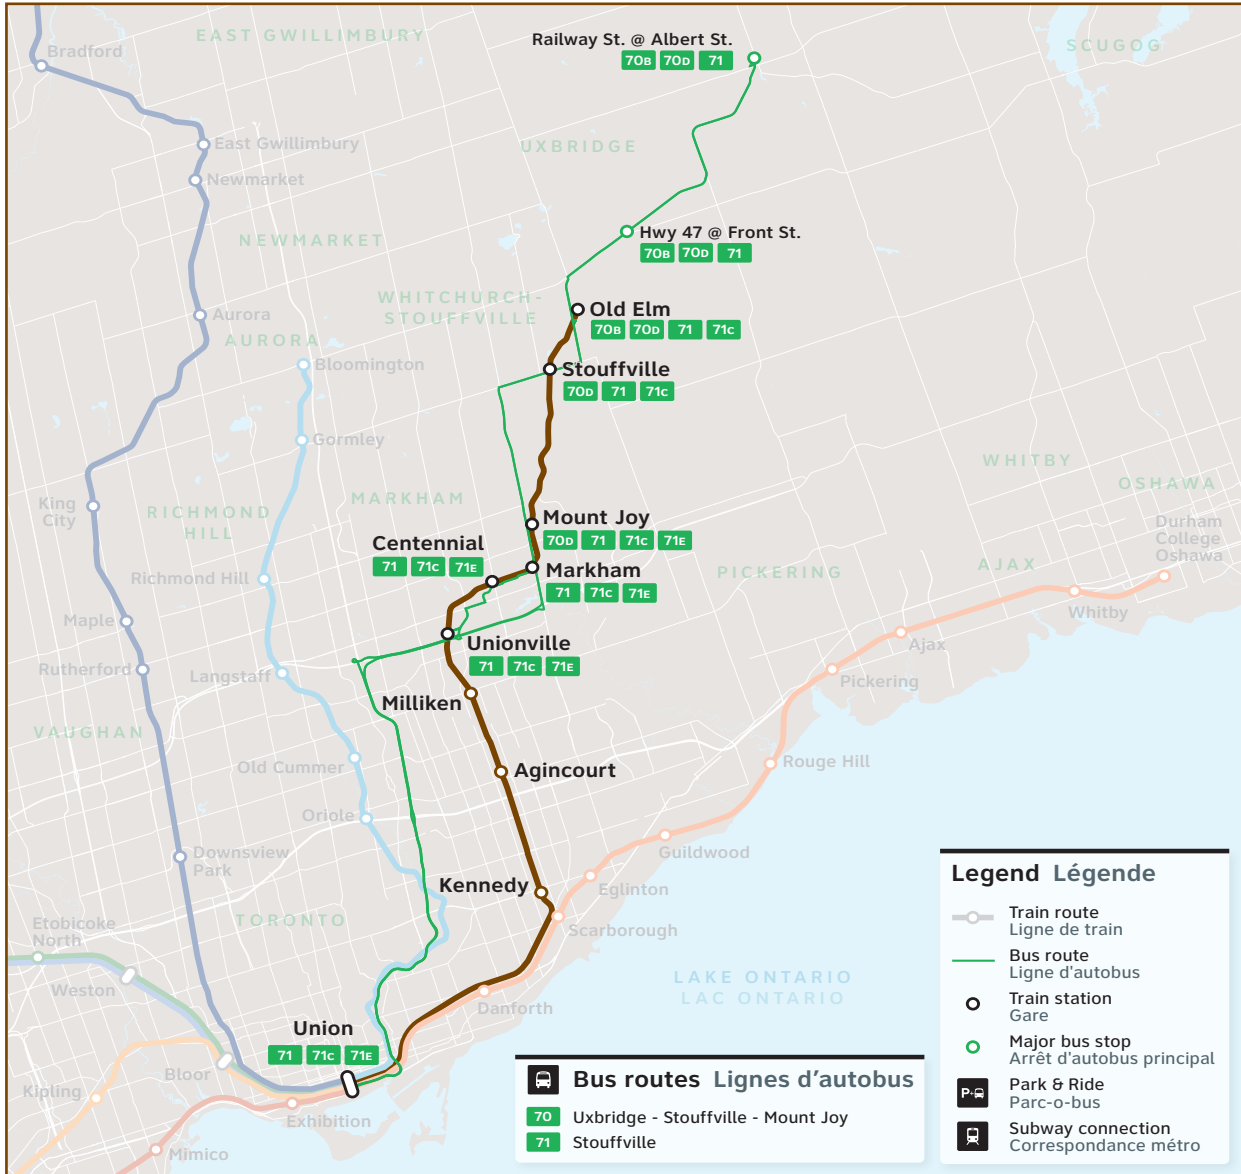 Bradford
EAST GWILLIMBURY
Railway St. @ Albert St.
70B 70D 71
SCUGOG
East Gwillimbury
UXBRIDGE
Newmarket
NEWMARKET
Hwy 47 @ Front St.
70B 70D 71
WHITCHURCH-
STOUFFVILLE
Old Elm
70B 70D 71 71C
Aurora
AURORA
Bloomington
Stouffville
70D 71 71C
Gormley
WHITBY
OSHAWA
King
City
RICHMOND
HILL
MARKHAM
Mount Joy
70D 71 71C 71E
Durham
College
Oshawa
Centennial
71 71C 71E
Markham
71 71C 71E
PICKERING
AJAX
Richmond Hill
Whitby
Maple
Unionville
71 71C 71E
Ajax
Rutherford
Langstaff
Pickering
Milliken
VAUGHAN
Old Cummer
Agincourt
Rouge Hill
Oriole
Downsview
Park
Guildwood
Kennedy
Eglinton
Etobicoke
North
TORONTO
Scarborough
Weston
LAKE ONTARIO
LAC ONTARIO
Danforth
Union
71 71C 71E
Bloor
Kipling
Exhibition
Mimico
Bus routes Lignes d'autobus
70 Uxbridge - Stouffville - Mount Joy
71 Stouffville
Legend Légende
Train route
Ligne de train
Bus route
Ligne d'autobus
Train station
Gare
Major bus stop
Arrêt d'autobus principal
P
Park & Ride
Parc-o-bus
Subway connection
Correspondance métro